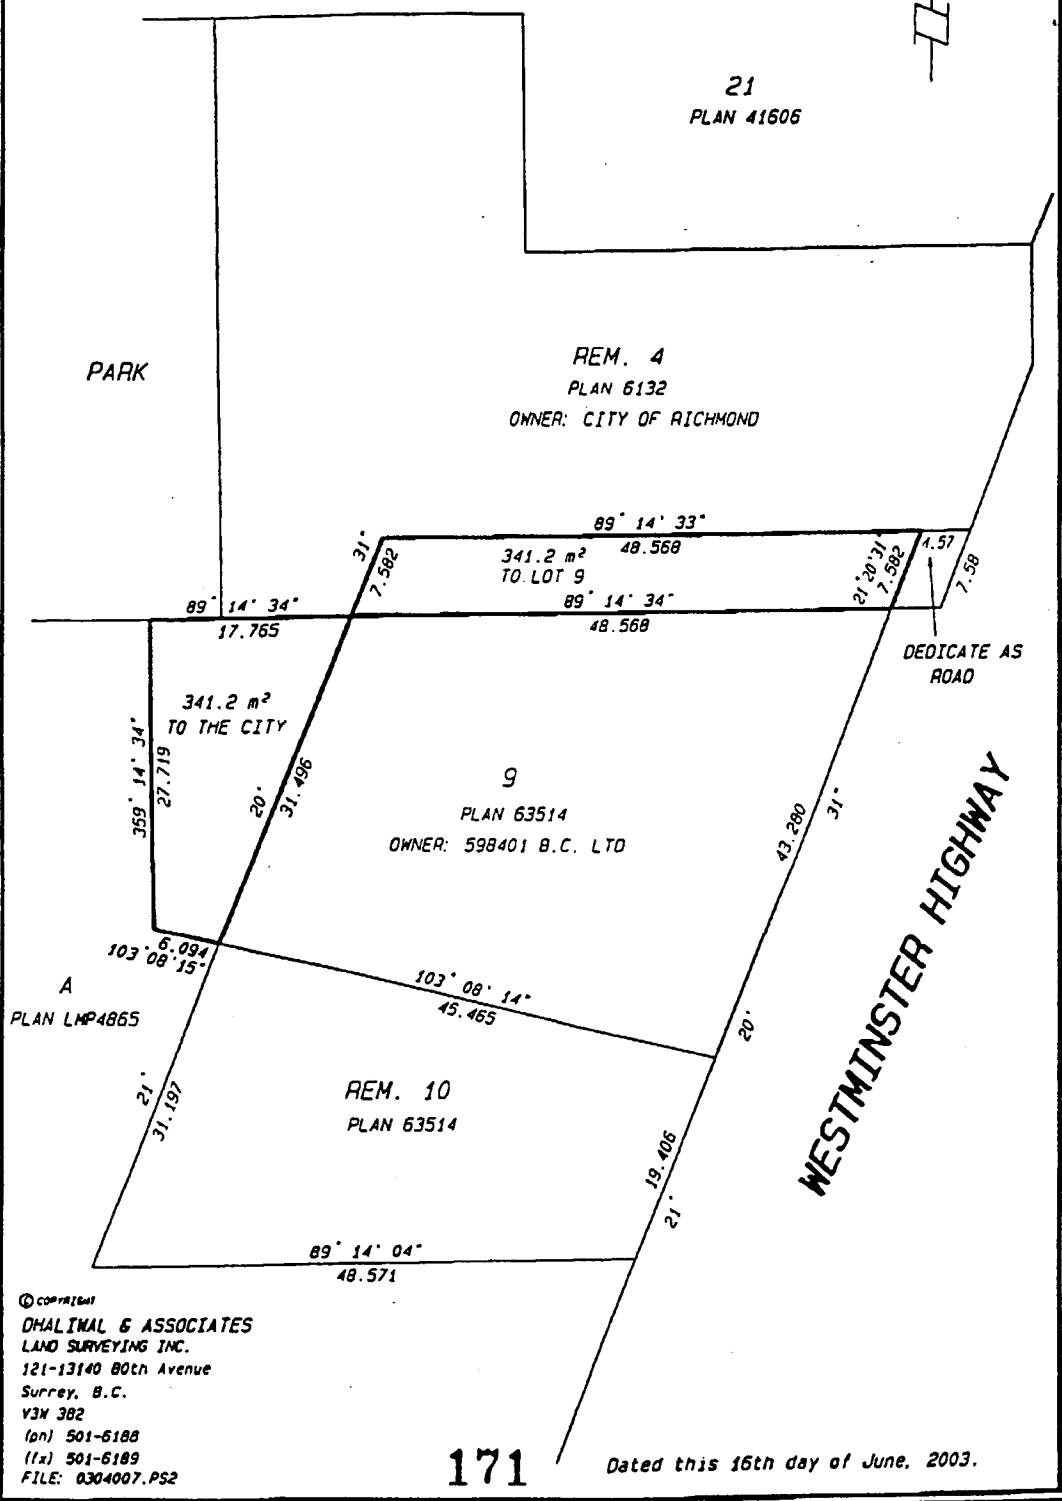 21
PLAN 41606
PARK
REM. 4
PLAN 6132
OWNER: CITY OF RICHMOND
89° 14' 33"
48.568
31"
7.582
341.2 m²
TO LOT 9
21°20'31"
7.582
4.57
7.58
89° 14' 34"
17.765
89° 14' 34"
48.568
DEDICATE AS
ROAD
341.2 m²
TO THE CITY
359° 14' 34"
27.719
20'
31.496
9
PLAN 63514
OWNER: 598401 B.C. LTD
43.280
31"
WESTMINSTER HIGHWAY
6.094
103°08'15"
A
PLAN LMP4865
103° 08' 14"
45.465
20'
REM. 10
PLAN 63514
21°
31.197
19.406
21°
89° 14' 04"
48.571
© COPYRIGHT
DHALIWAL & ASSOCIATES
LAND SURVEYING INC.
121-13140 80th Avenue
Surrey, B.C.
V3W 3B2
(ph) 501-6188
(fx) 501-6189
FILE: 0304007.PS2
171
Dated this 16th day of June, 2003.